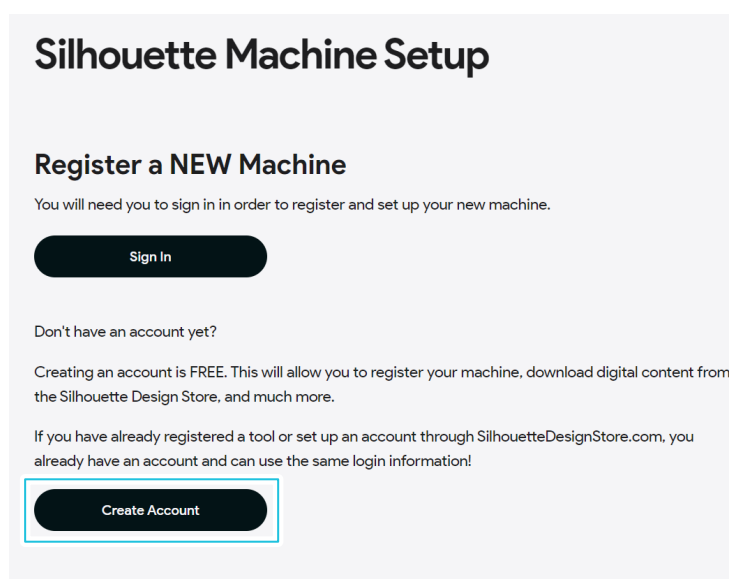 Silhouette Machine Setup
Register a NEW Machine
You will need you to sign in in order to register and set up your new machine.
Sign In
Don't have an account yet?
Creating an account is FREE. This will allow you to register your machine, download digital content from
the Silhouette Design Store, and much more.
If you have already registered a tool or set up an account through SilhouetteDesignStore.com, you
already have an account and can use the same login information!
Create Account